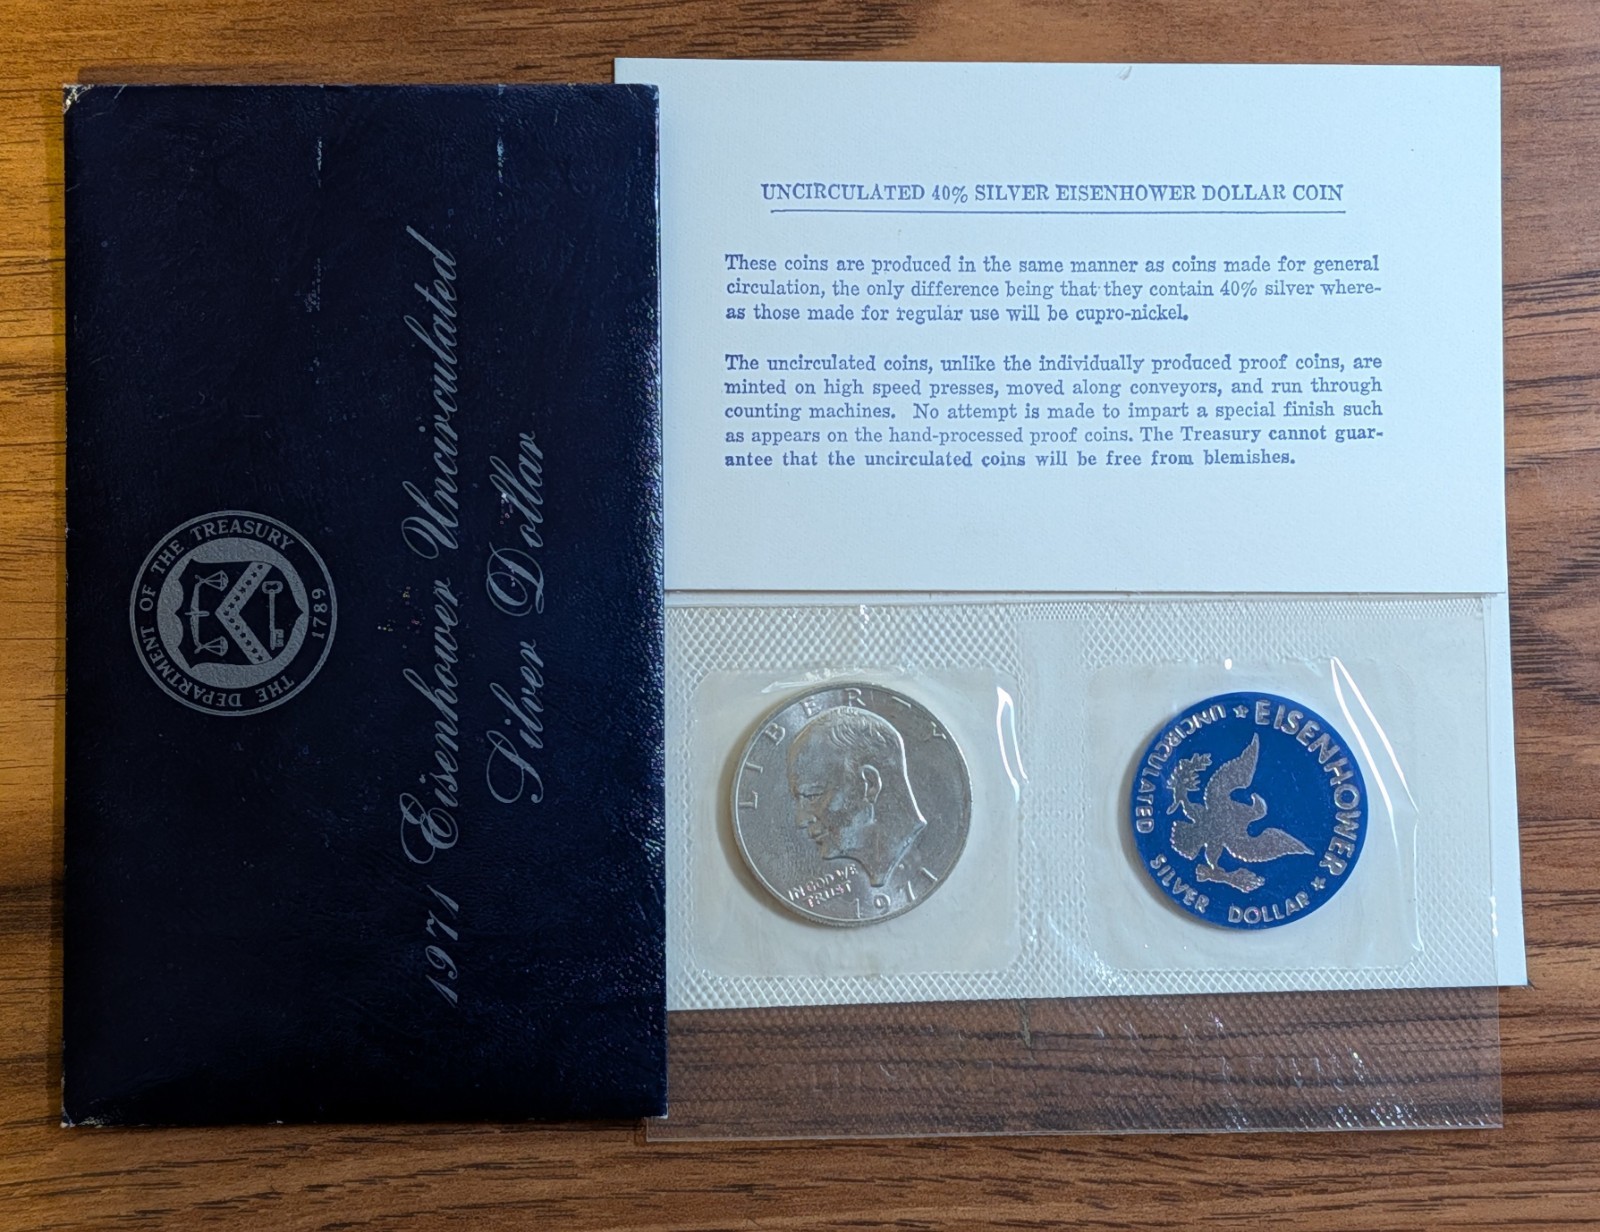 THE DEPARTMENT OF THE TREASURY
1789
1971 Eisenhower Uncirculated
Silver Dollar
UNCIRCULATED 40% SILVER EISENHOWER DOLLAR COIN
These coins are produced in the same manner as coins made for general
circulation, the only difference being that they contain 40% silver where-
as those made for regular use will be cupro-nickel.
The uncirculated coins, unlike the individually produced proof coins, are
minted on high speed presses, moved along conveyors, and run through
counting machines. No attempt is made to impart a special finish such
as appears on the hand-processed proof coins. The Treasury cannot guar-
antee that the uncirculated coins will be free from blemishes.
LIBERTY
IN GOD WE
TRUST
1971
EISENHOWER
UNCIRCULATED SILVER DOLLAR